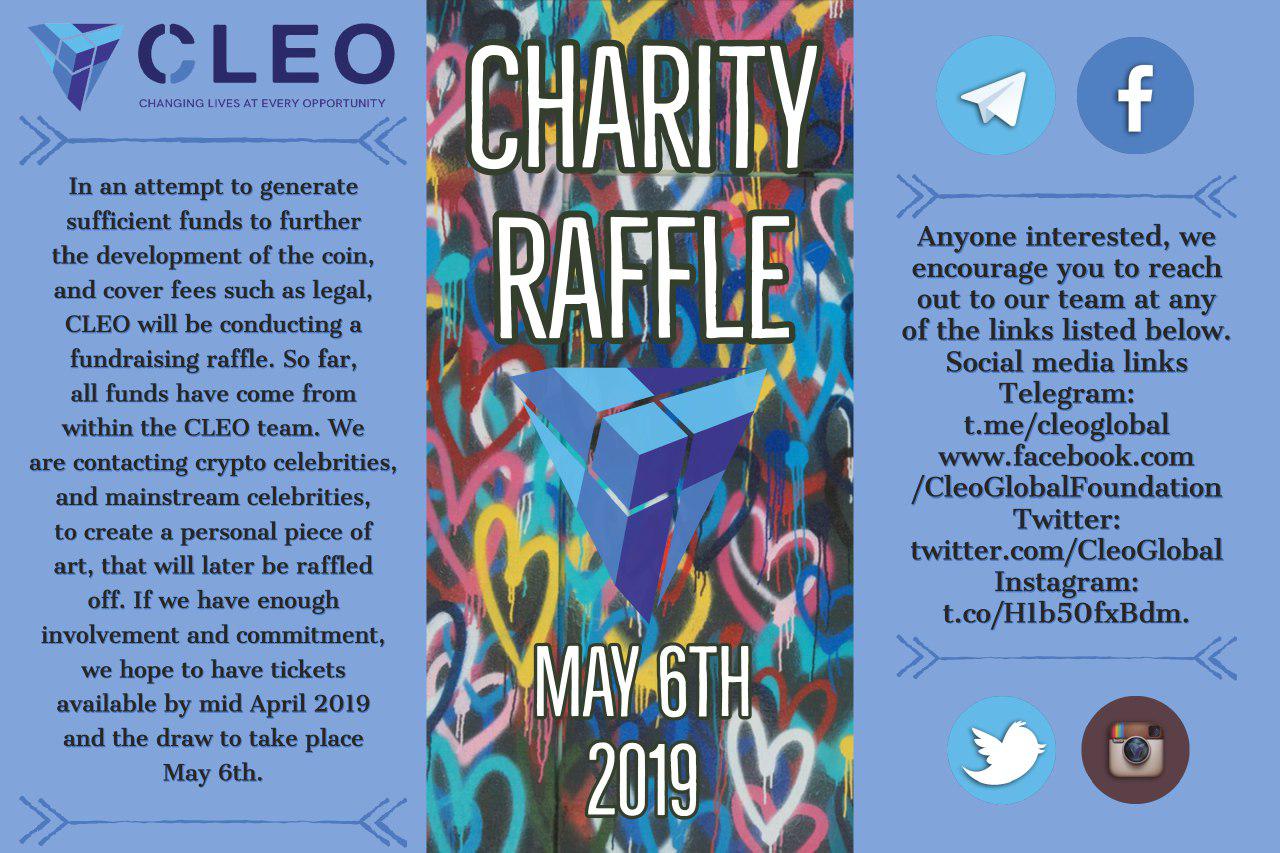 CLEO
CHANGING LIVES AT EVERY OPPORTUNITY
In an attempt to generate
sufficient funds to further
the development of the coin,
and cover fees such as legal,
CLEO will be conducting a
fundraising raffle. So far,
all funds have come from
within the CLEO team. We
are contacting crypto celebrities,
and mainstream celebrities,
to create a personal piece of
art, that will later be raffled
off. If we have enough
involvement and commitment,
we hope to have tickets
available by mid April 2019
and the draw to take place
May 6th.
CHARITY
RAFFLE
MAY 6TH
2019
Anyone interested, we
encourage you to reach
out to our team at any
of the links listed below.
Social media links
Telegram:
t.me/cleoglobal
www.facebook.com
/CleoGlobalFoundation
Twitter:
twitter.com/CleoGlobal
Instagram:
t.co/H1b50fxBdm.